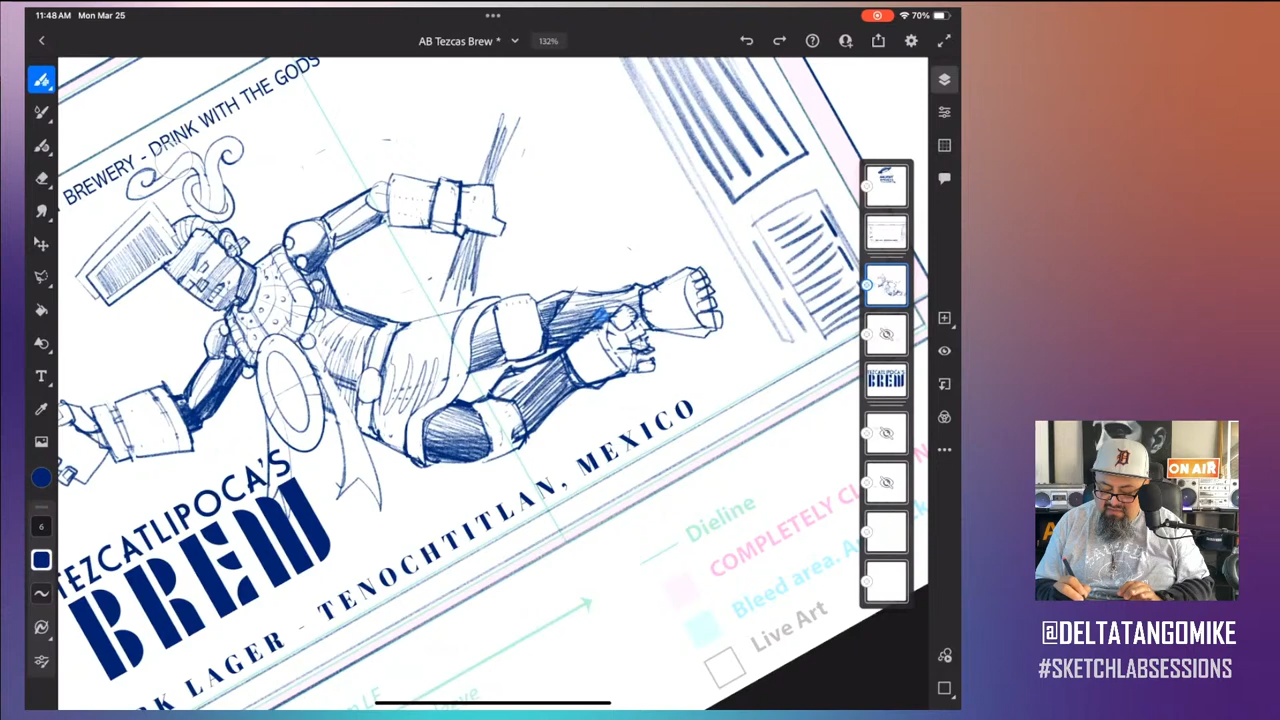 11:48 AM Mon Mar 25
70%
AB Tezcas Brew *
132%
BREWERY - DRINK WITH THE GODS
TEZCATLIPOCA'S
BREW
LAGER - TENOCHTITLAN, MEXICO
Dieline
COMPLETELY CL
Bleed area. A
Live Art
T
6
TEZCATLIPOCA'S
BREW
D
ON AIR
@DELTATANGOMIKE
#SKETCHLABSESSIONS